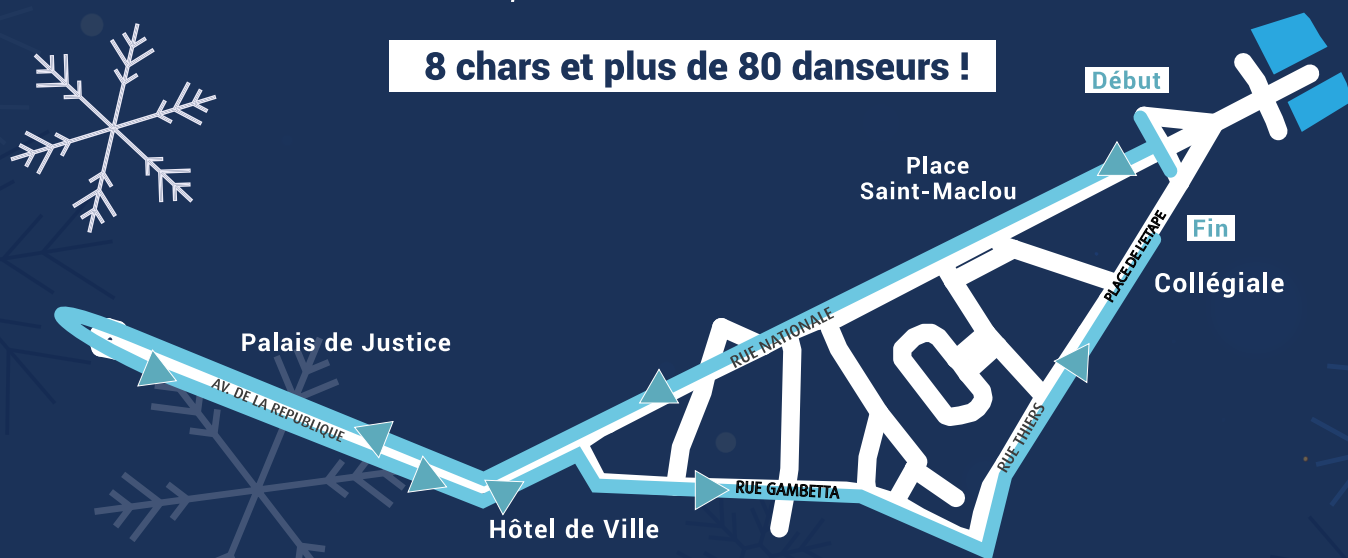 8 chars et plus de 80 danseurs !
Début
Place
Saint-Maclou
Fin
PLACE DE L'ETAPE
Collégiale
RUE NATIONALE
Palais de Justice
AV. DE LA REPUBLIQUE
RUE THIERS
RUE GAMBETTA
Hôtel de Ville